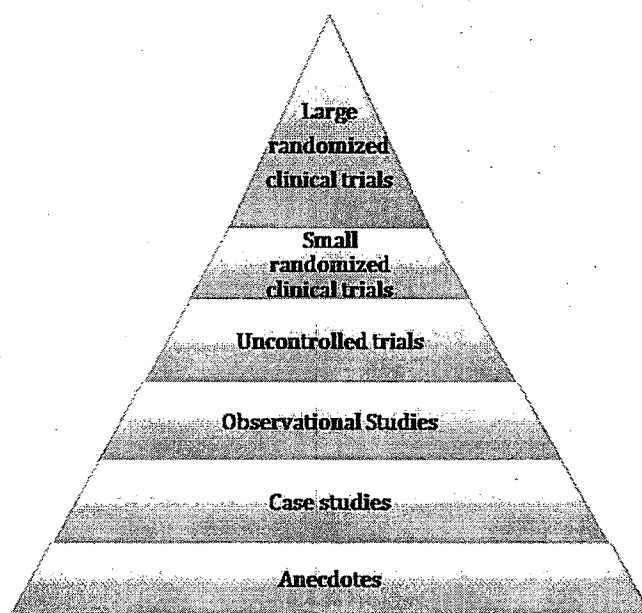 Large
randomized
clinical trials
Small
randomized
clinical trials
Uncontrolled trials
Observational Studies
Case studies
Anecdotes